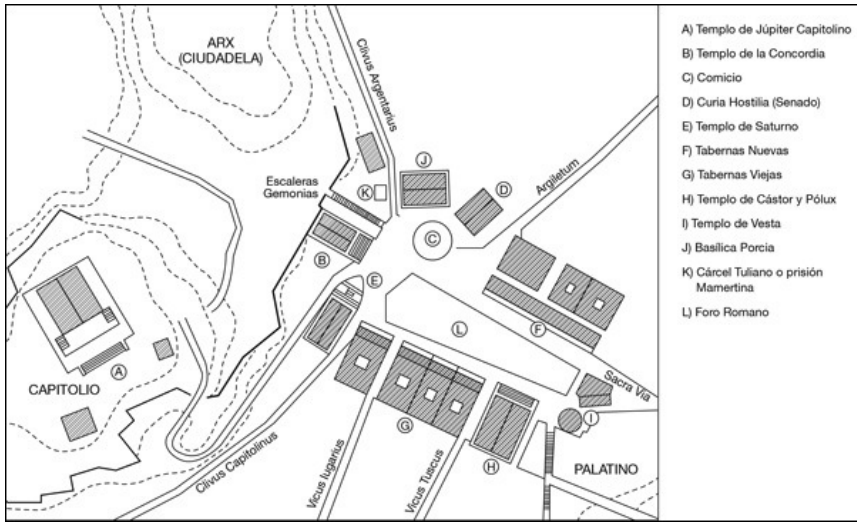 ARX
(CIUDADELA)
Clivus Argentarius
Escaleras
Gemonias
K
J
D
Argiletum
C
B
E
A
CAPITOLIO
L
F
Sacra Via
G
I
H
PALATINO
Clivus Capitolinus
Vicus Iugarius
Vicus Tuscus
A) Templo de Júpiter Capitolino
B) Templo de la Concordia
C) Comicio
D) Curia Hostilia (Senado)
E) Templo de Saturno
F) Tabernas Nuevas
G) Tabernas Viejas
H) Templo de Cástor y Pólux
I) Templo de Vesta
J) Basílica Porcia
K) Cárcel Tuliano o prisión
Mamertina
L) Foro Romano